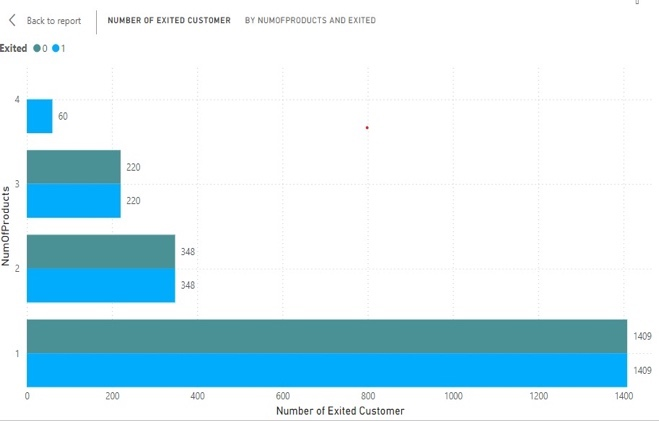 Back to report NUMBER OF EXITED CUSTOMER BY NUMOFPRODUCTS AND EXITED
Exited 0 1
NumOfProducts
4 60
3 220
220
2 348
348
1 1409
1409
0 200 400 600 800 1000 1200 1400
Number of Exited Customer